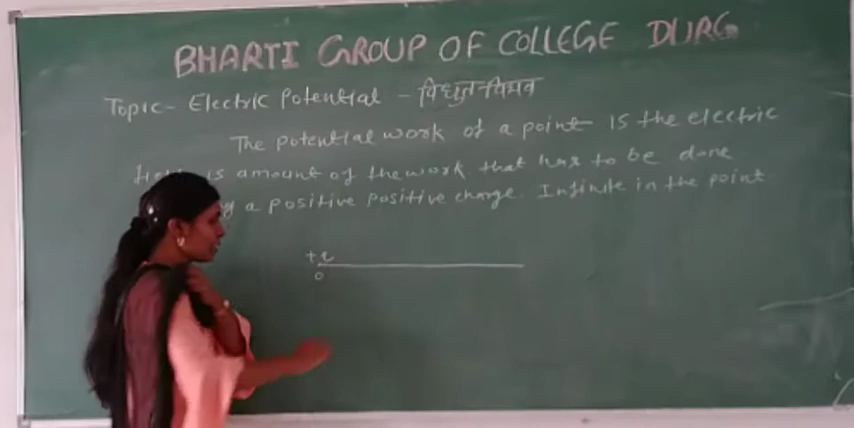 BHARTI GROUP OF COLLEGE DURG
Topic - Electric Potential - विधुत विभव
The potential work of a point is the electric
is amount of the work that has to be done
a positive positive charge. Infinite in the point
+
o